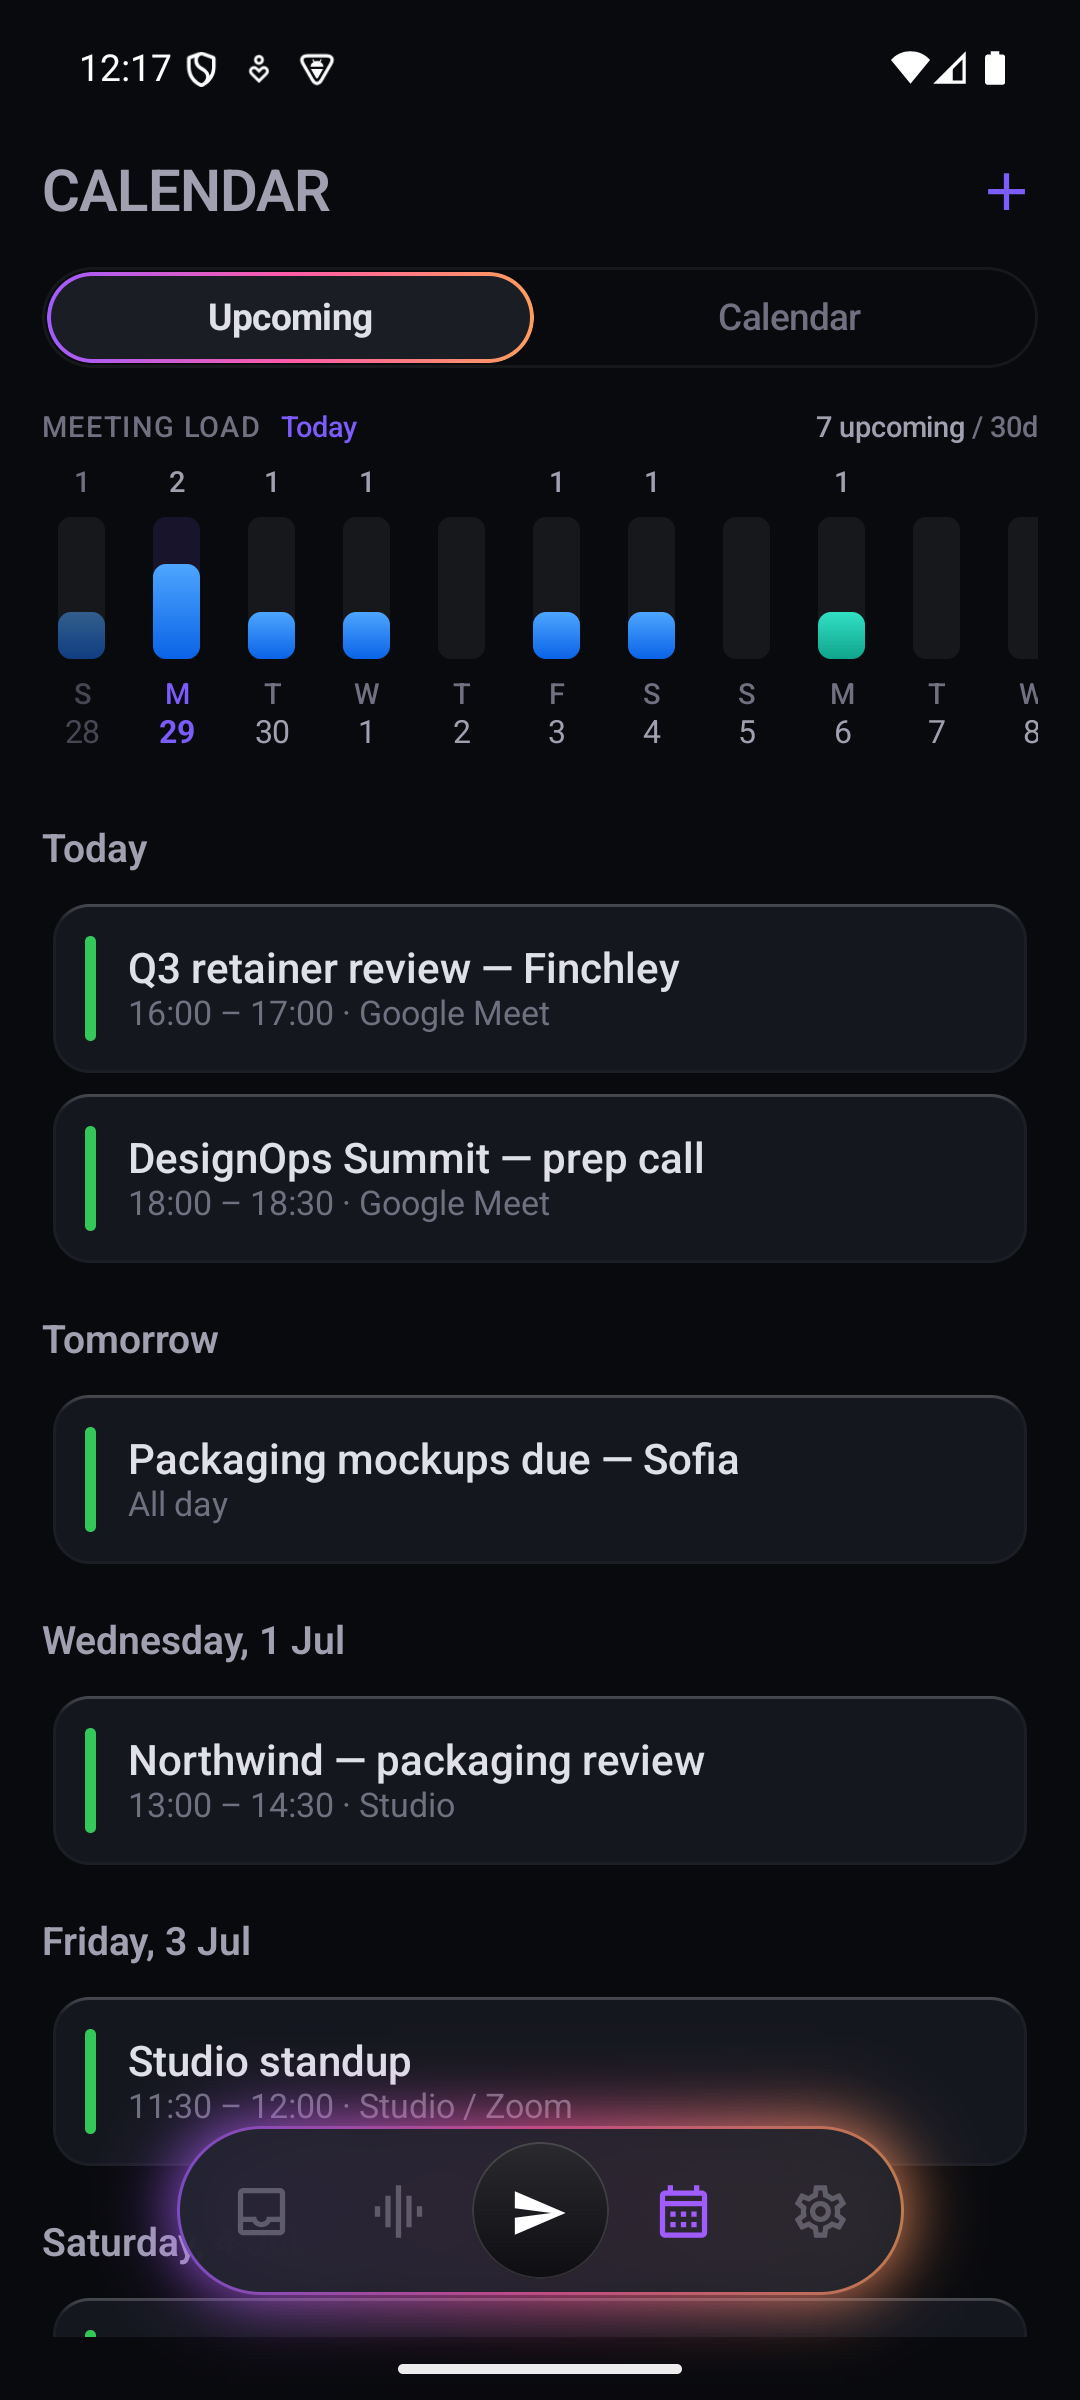 12:17
CALENDAR
Upcoming
Calendar
MEETING LOAD Today
7 upcoming / 30d
1 2 1 1 1 1 1
S M T W T F S S M T W
28 29 30 1 2 3 4 5 6 7 8
Today
Q3 retainer review — Finchley
16:00 – 17:00 · Google Meet
DesignOps Summit — prep call
18:00 – 18:30 · Google Meet
Tomorrow
Packaging mockups due — Sofia
All day
Wednesday, 1 Jul
Northwind — packaging review
13:00 – 14:30 · Studio
Friday, 3 Jul
Studio standup
11:30 – 12:00 · Studio / Zoom
Saturday